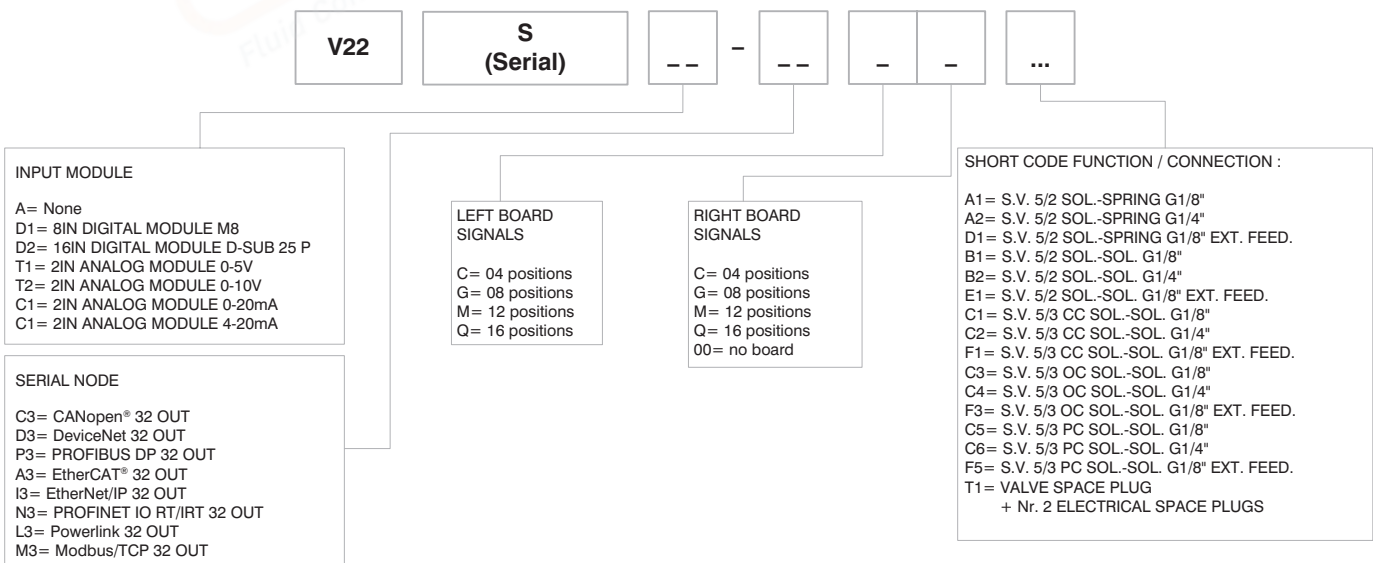 V22
S
(Serial)
_ _
–
_ _
_
_
...
INPUT MODULE
A= None
D1= 8IN DIGITAL MODULE M8
D2= 16IN DIGITAL MODULE D-SUB 25 P
T1= 2IN ANALOG MODULE 0-5V
T2= 2IN ANALOG MODULE 0-10V
C1= 2IN ANALOG MODULE 0-20mA
C1= 2IN ANALOG MODULE 4-20mA
SERIAL NODE
C3= CANopen® 32 OUT
D3= DeviceNet 32 OUT
P3= PROFIBUS DP 32 OUT
A3= EtherCAT® 32 OUT
I3= EtherNet/IP 32 OUT
N3= PROFINET IO RT/IRT 32 OUT
L3= Powerlink 32 OUT
M3= Modbus/TCP 32 OUT
LEFT BOARD
SIGNALS
C= 04 positions
G= 08 positions
M= 12 positions
Q= 16 positions
RIGHT BOARD
SIGNALS
C= 04 positions
G= 08 positions
M= 12 positions
Q= 16 positions
00= no board
SHORT CODE FUNCTION / CONNECTION :
A1= S.V. 5/2 SOL.-SPRING G1/8"
A2= S.V. 5/2 SOL.-SPRING G1/4"
D1= S.V. 5/2 SOL.-SPRING G1/8" EXT. FEED.
B1= S.V. 5/2 SOL.-SOL. G1/8"
B2= S.V. 5/2 SOL.-SOL. G1/4"
E1= S.V. 5/2 SOL.-SOL. G1/8" EXT. FEED.
C1= S.V. 5/3 CC SOL.-SOL. G1/8"
C2= S.V. 5/3 CC SOL.-SOL. G1/4"
F1= S.V. 5/3 CC SOL.-SOL. G1/8" EXT. FEED.
C3= S.V. 5/3 OC SOL.-SOL. G1/8"
C4= S.V. 5/3 OC SOL.-SOL. G1/4"
F3= S.V. 5/3 OC SOL.-SOL. G1/8" EXT. FEED.
C5= S.V. 5/3 PC SOL.-SOL. G1/8"
C6= S.V. 5/3 PC SOL.-SOL. G1/4"
F5= S.V. 5/3 PC SOL.-SOL. G1/8" EXT. FEED.
T1= VALVE SPACE PLUG
+ Nr. 2 ELECTRICAL SPACE PLUGS